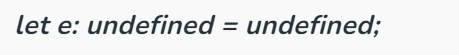 let e: undefined = undefined;